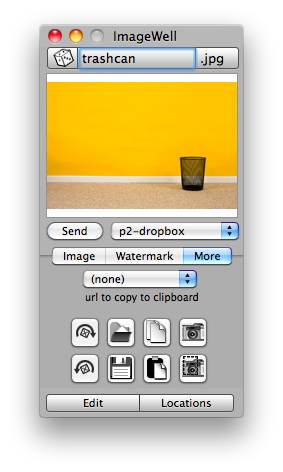 ImageWell
trashcan .jpg
Send p2-dropbox
Image Watermark More
(none)
url to copy to clipboard
Edit Locations